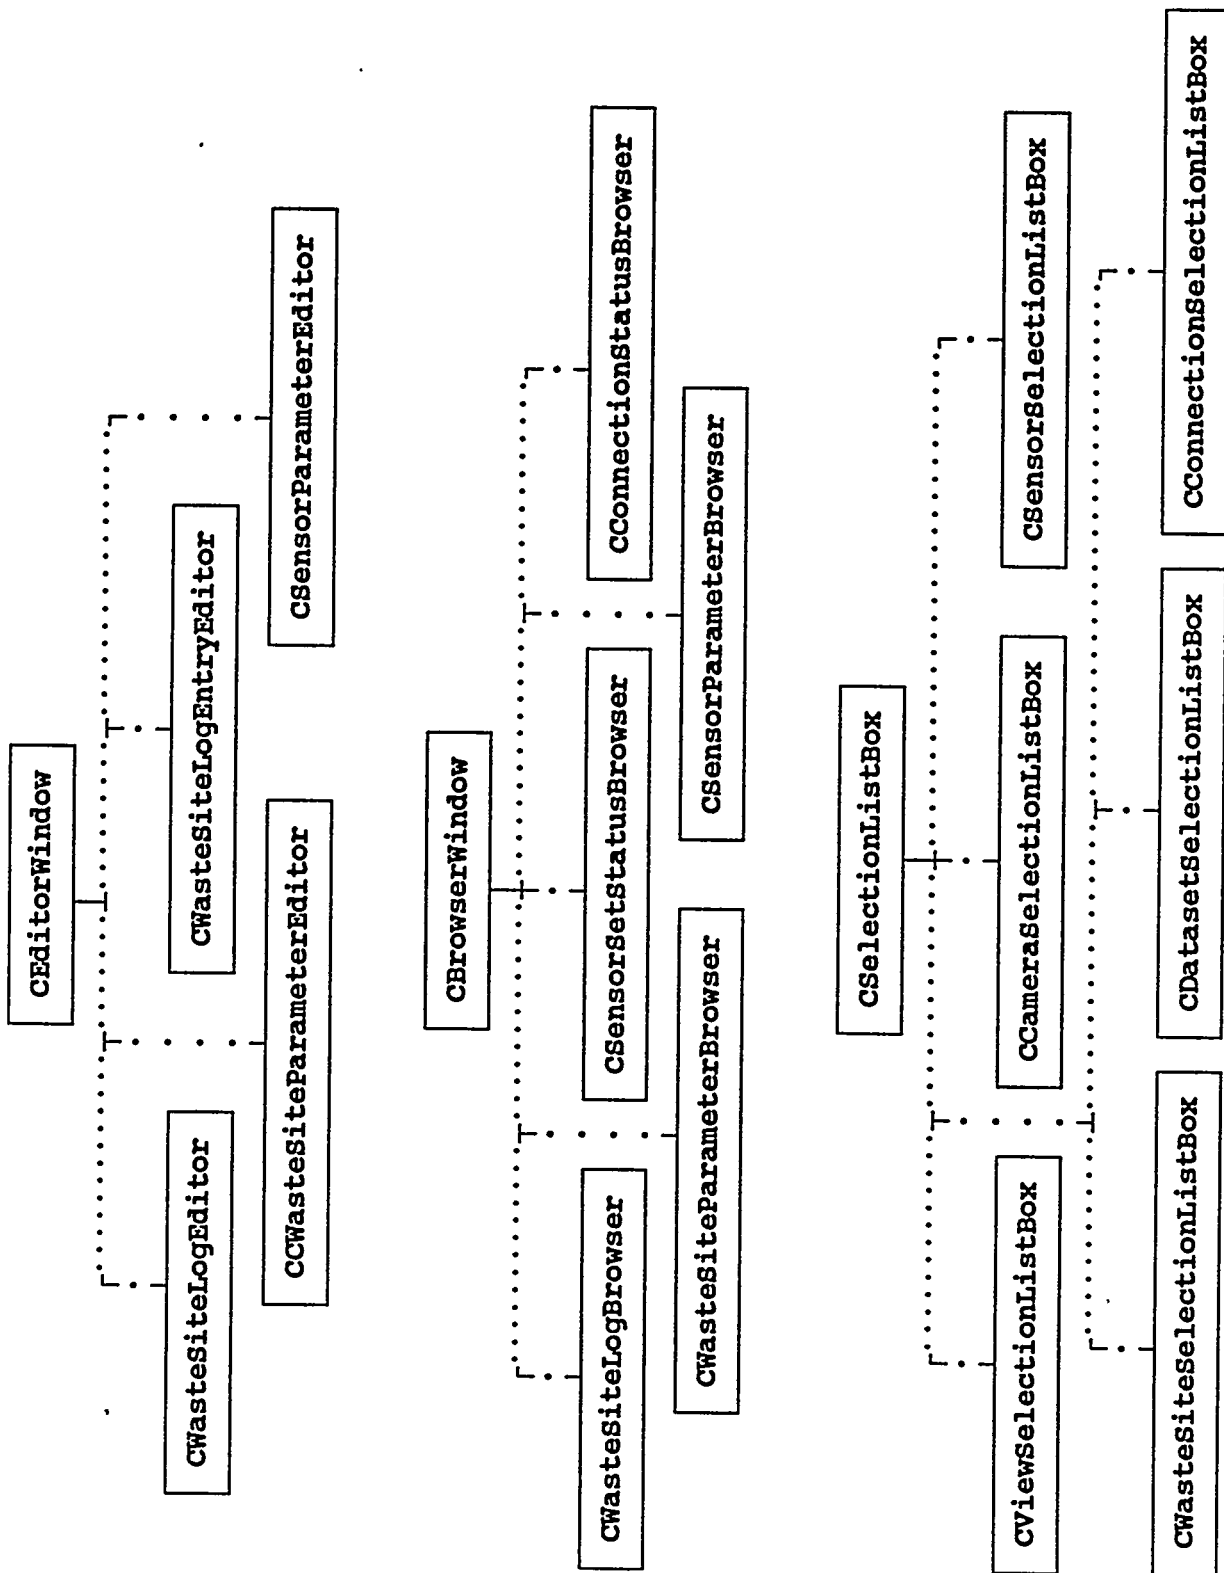 CEditorWindow
CWasteSiteLogEditor
CWasteSiteLogEntryEditor
CCWasteSiteParameterEditor
CSensorParameterEditor
CBrowserWindow
CWasteSiteLogBrowser
CSensorSetStatusBrowser
CConnectionStatusBrowser
CWasteSiteParameterBrowser
CSensorParameterBrowser
CSelectionListBox
CViewSelectionListBox
CCameraSelectionListBox
CSensorSelectionListBox
CWasteSiteSelectionListBox
CDatasetSelectionListBox
CConnectionSelectionListBox